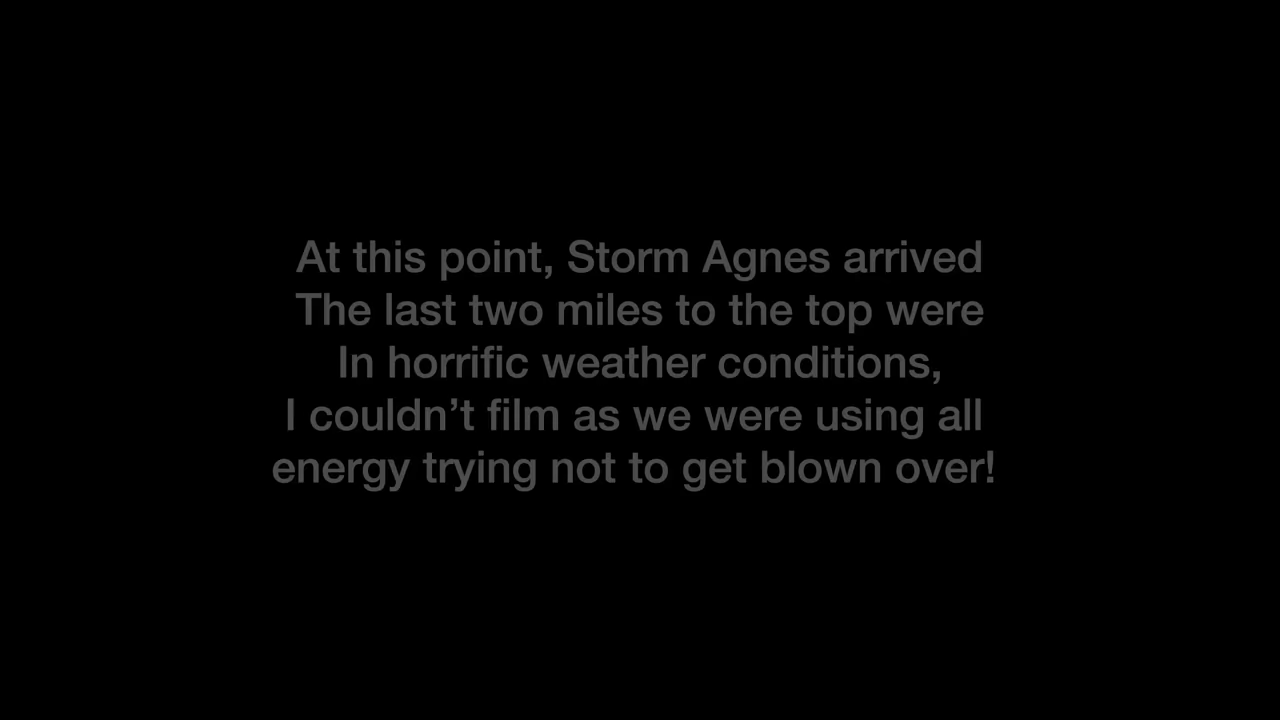 At this point, Storm Agnes arrived
The last two miles to the top were
In horrific weather conditions,
I couldn’t film as we were using all
energy trying not to get blown over!